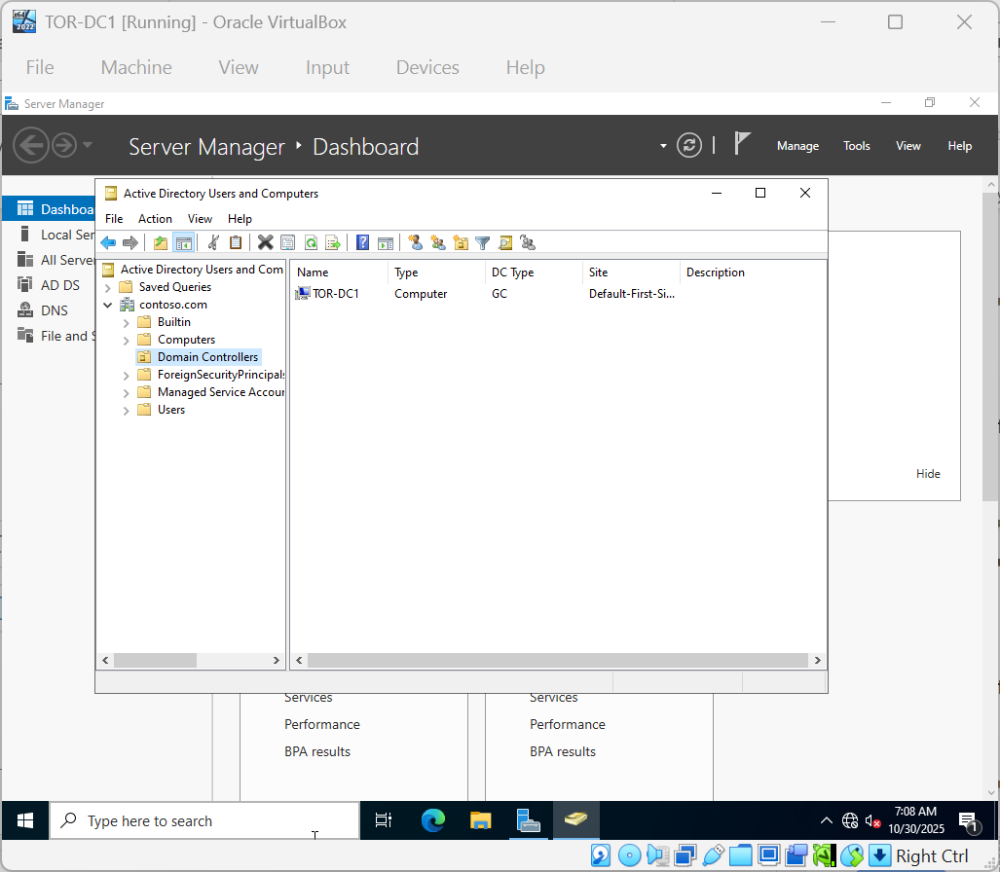 TOR-DC1 [Running] - Oracle VirtualBox
File Machine View Input Devices Help
Server Manager
Server Manager Dashboard
Manage Tools View Help
Dashboa
Local Ser
All Server
AD DS
DNS
File and S
Active Directory Users and Computers
File Action View Help
Active Directory Users and Com
Saved Queries
contoso.com
Builtin
Computers
Domain Controllers
ForeignSecurityPrincipals
Managed Service Accoun
Users
Name Type DC Type Site Description
TOR-DC1 Computer GC Default-First-Si...
Hide
Services Services
Performance Performance
BPA results BPA results
Type here to search
7:08 AM
10/30/2025
1
Right Ctrl